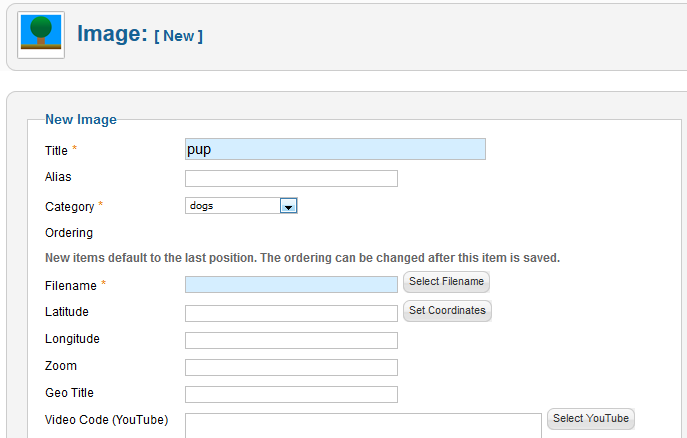 Image: [ New ]
New Image
Title * pup
Alias
Category * dogs
Ordering
New items default to the last position. The ordering can be changed after this item is saved.
Filename * Select Filename
Latitude Set Coordinates
Longitude
Zoom
Geo Title
Video Code (YouTube) Select YouTube